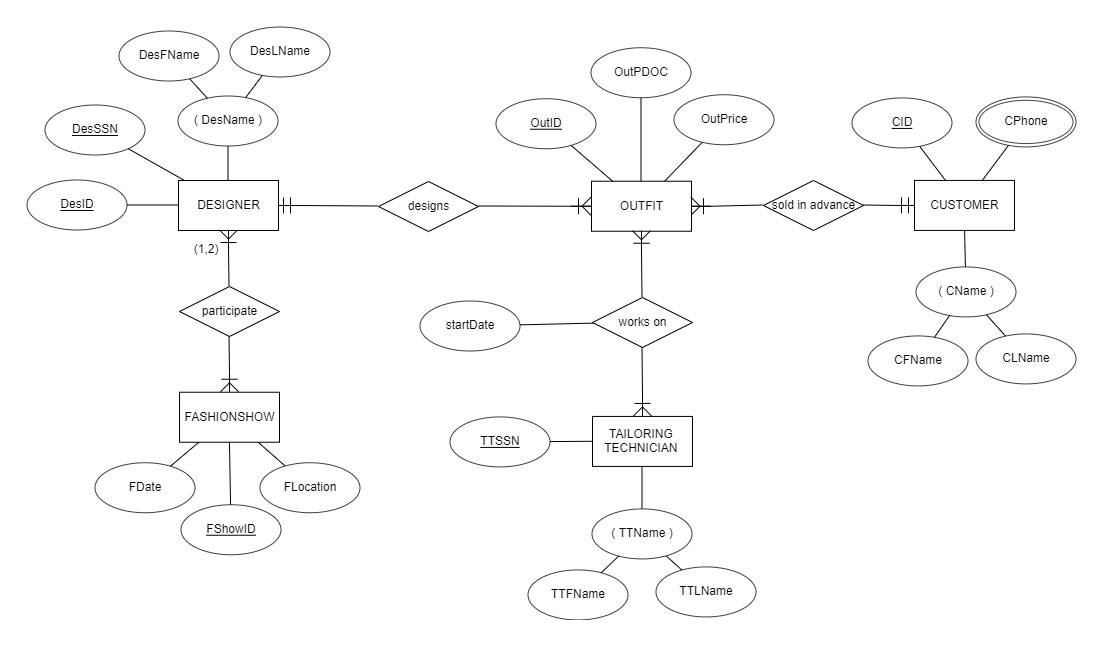 DesFName
DesLName
( DesName )
DesSSN
DesID
DESIGNER
(1,2)
designs
OutPDOC
OutID
OutPrice
OUTFIT
sold in advance
CID
CPhone
CUSTOMER
( CName )
CFName
CLName
participate
startDate
works on
FASHIONSHOW
FDate
FLocation
FShowID
TTSSN
TAILORING
TECHNICIAN
( TTName )
TTFName
TTLName